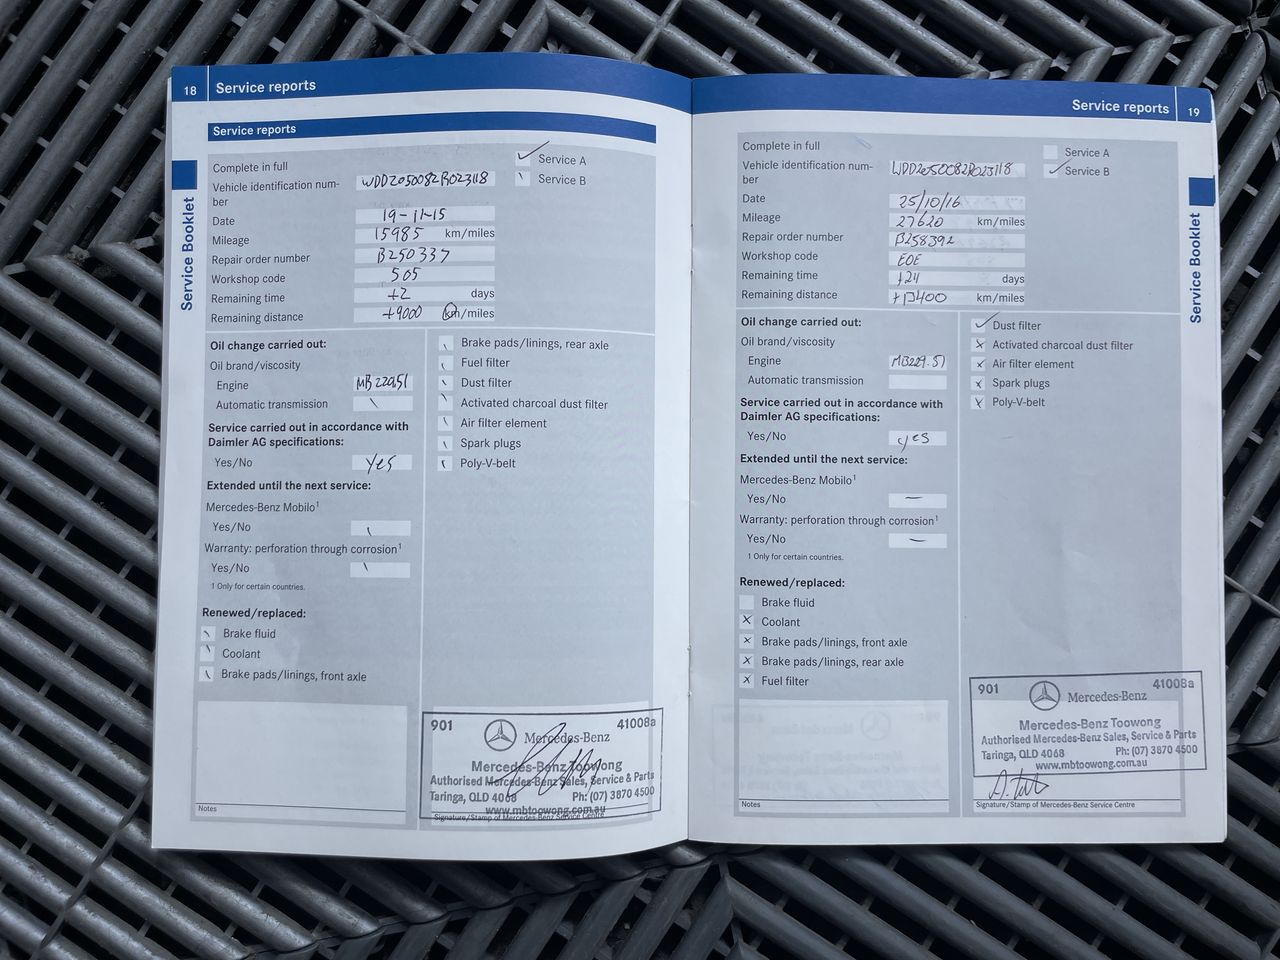 18 Service reports
Service reports
Service Booklet
Complete in full
Service A
Service B
Vehicle identification num-
ber
WDD2050082R023118
Date 19-11-15
Mileage 15985 km/miles
Repair order number B250337
Workshop code 505
Remaining time +2 days
Remaining distance +9000 km/miles
Oil change carried out:
Oil brand/viscosity
Engine MB229.51
Automatic transmission
Service carried out in accordance with
Daimler AG specifications:
Yes/No yes
Extended until the next service:
Mercedes-Benz Mobilo¹
Yes/No
Warranty: perforation through corrosion¹
Yes/No
1 Only for certain countries.
Renewed/replaced:
Brake fluid
Coolant
Brake pads/linings, front axle
Brake pads/linings, rear axle
Fuel filter
Dust filter
Activated charcoal dust filter
Air filter element
Spark plugs
Poly-V-belt
Notes
901 41008a
Mercedes-Benz
Mercedes-Benz Toowong
Authorised Mercedes-Benz Sales, Service & Parts
Taringa, QLD 4068 Ph: (07) 3870 4500
www.mbtoowong.com.au
Signature/Stamp of Mercedes-Benz Service Centre
Service reports 19
Service Booklet
Complete in full
Service A
Service B
Vehicle identification num-
ber
WDD2050082R023118
Date 25/10/16
Mileage 27620 km/miles
Repair order number B258392
Workshop code EOE
Remaining time +24 days
Remaining distance km/miles
Oil change carried out:
Oil brand/viscosity
Engine MB229.51
Automatic transmission
Service carried out in accordance with
Daimler AG specifications:
Yes/No yes
Extended until the next service:
Mercedes-Benz Mobilo¹
Yes/No —
Warranty: perforation through corrosion¹
Yes/No —
1 Only for certain countries.
Renewed/replaced:
Brake fluid
Coolant
Brake pads/linings, front axle
Brake pads/linings, rear axle
Fuel filter
Dust filter
Activated charcoal dust filter
Air filter element
Spark plugs
Poly-V-belt
Notes
901 41008a
Mercedes-Benz
Mercedes-Benz Toowong
Authorised Mercedes-Benz Sales, Service & Parts
Taringa, QLD 4068 Ph: (07) 3870 4500
www.mbtoowong.com.au
Signature/Stamp of Mercedes-Benz Service Centre